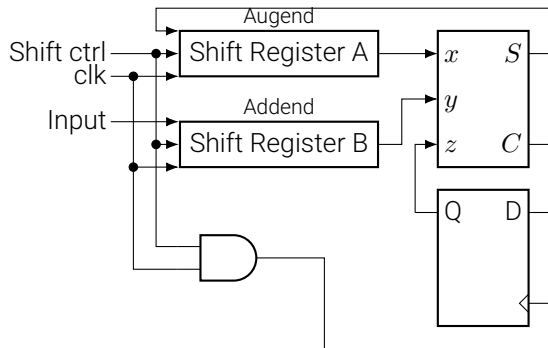 Augend
Shift ctrl
Shift Register A
x
S
clk
Addend
y
Input
Shift Register B
z
C
Q
D